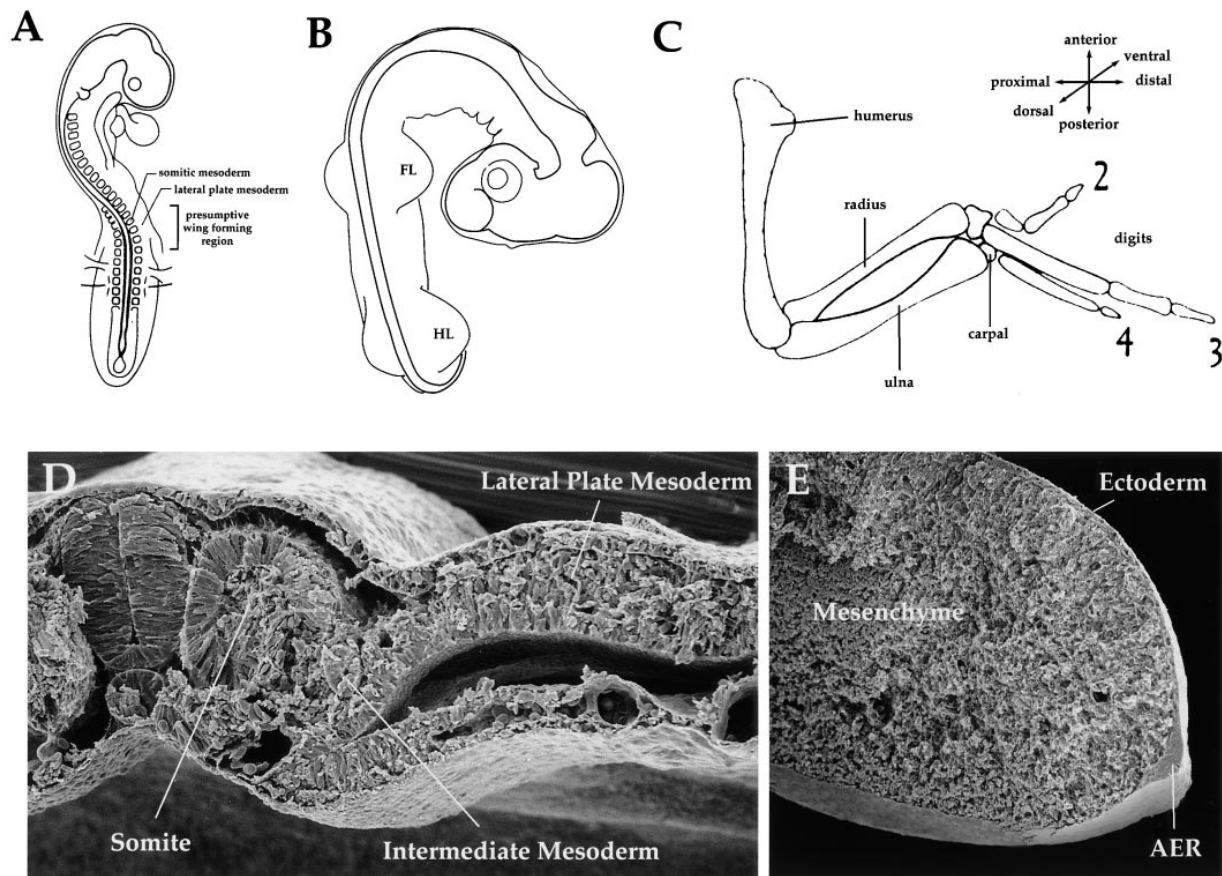 A
somitic mesoderm
lateral plate mesoderm
presumptive
wing forming
region
B
FL
HL
C
anterior
ventral
proximal
distal
dorsal
posterior
humerus
radius
2
digits
carpal
4
3
ulna
D
Lateral Plate Mesoderm
Somite
Intermediate Mesoderm
E
Ectoderm
Mesenchyme
AER